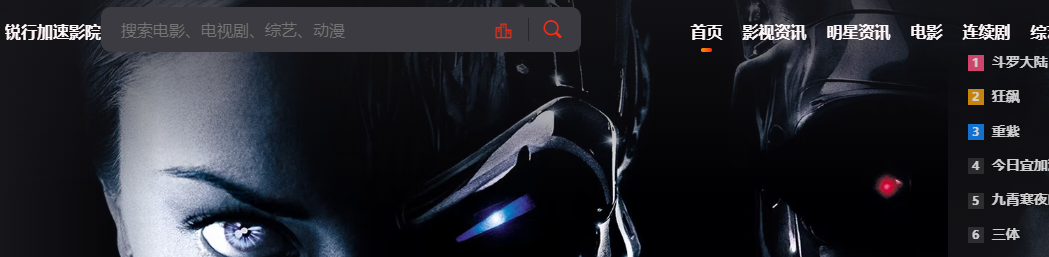 锐行加速影院 搜索电影、电视剧、综艺、动漫 首页 影视资讯 明星资讯 电影 连续剧
1 斗罗大陆
2 狂飙
3 重紫
4 今日宜加
5 九霄寒夜
6 三体